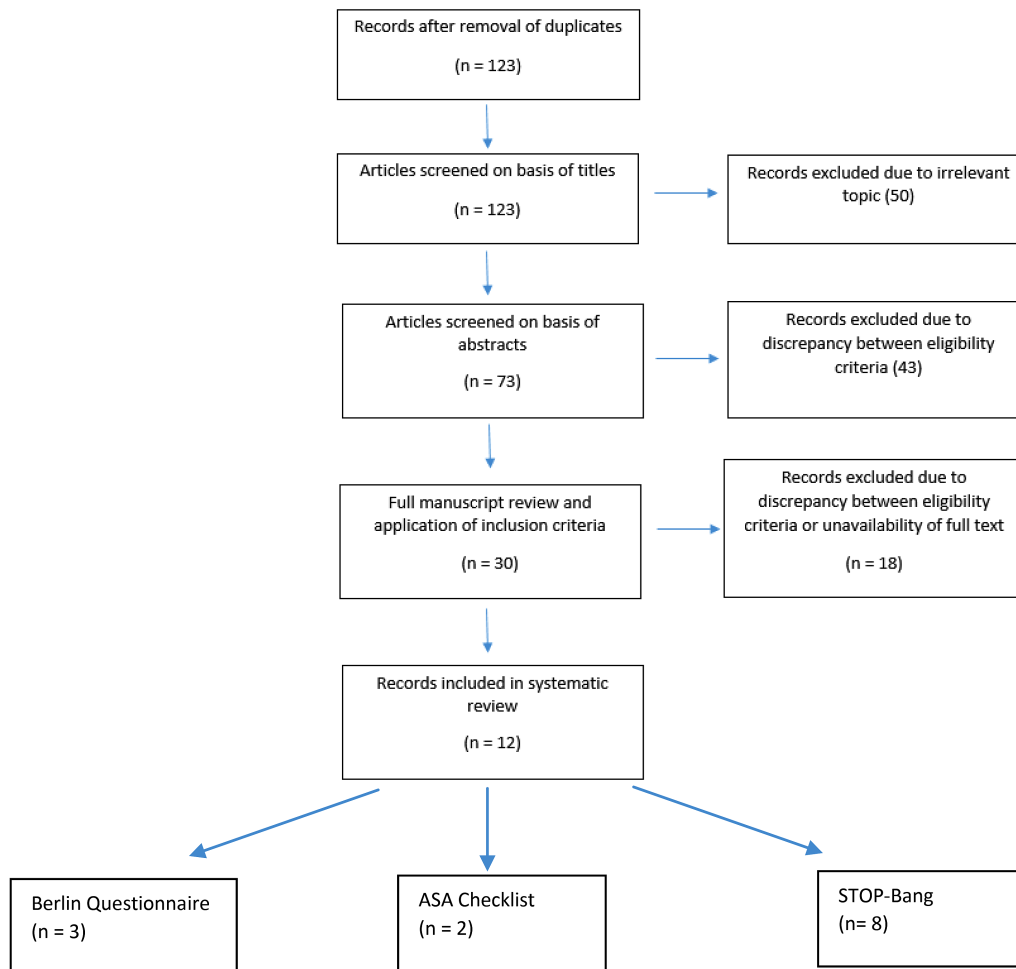 Records after removal of duplicates
(n = 123)
Articles screened on basis of titles
(n = 123)
Records excluded due to irrelevant
topic (50)
Articles screened on basis of
abstracts
(n = 73)
Records excluded due to
discrepancy between eligibility
criteria (43)
Full manuscript review and
application of inclusion criteria
(n = 30)
Records excluded due to
discrepancy between eligibility
criteria or unavailability of full text
(n = 18)
Records included in systematic
review
(n = 12)
Berlin Questionnaire
(n = 3)
ASA Checklist
(n = 2)
STOP-Bang
(n= 8)